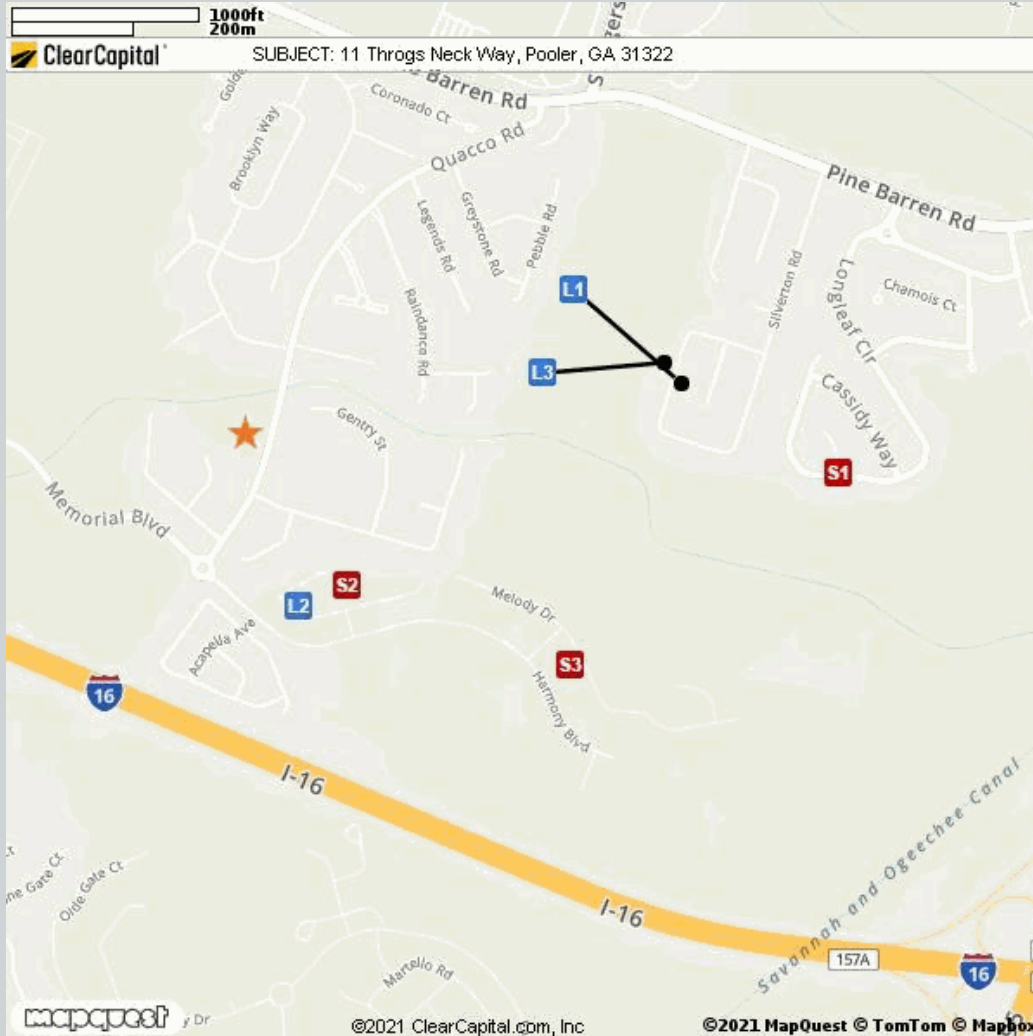 1000ft
200m
ClearCapital
SUBJECT: 11 Throgs Neck Way, Pooler, GA 31322
Barren Rd
Coronado Ct
Quacco Rd
Brooklyn Way
Pine Barren Rd
Legends Rd
Greystone Rd
Pebble Rd
Silverton Rd
Longleaf Clr
Chamois Ct
L1
Raindance Rd
L3
Cassidy Way
Gentry St
S1
Memorial Blvd
S2
L2
Melody Dr
Acapella Ave
S3
Harmony Blvd
16
I-16
Savannah and Ogeechee Canal
Olde Gate Ct
I-16
157A
16
Martello Rd
mapquest
©2021 ClearCapital.com, Inc
©2021 MapQuest © TomTom © Mapbox